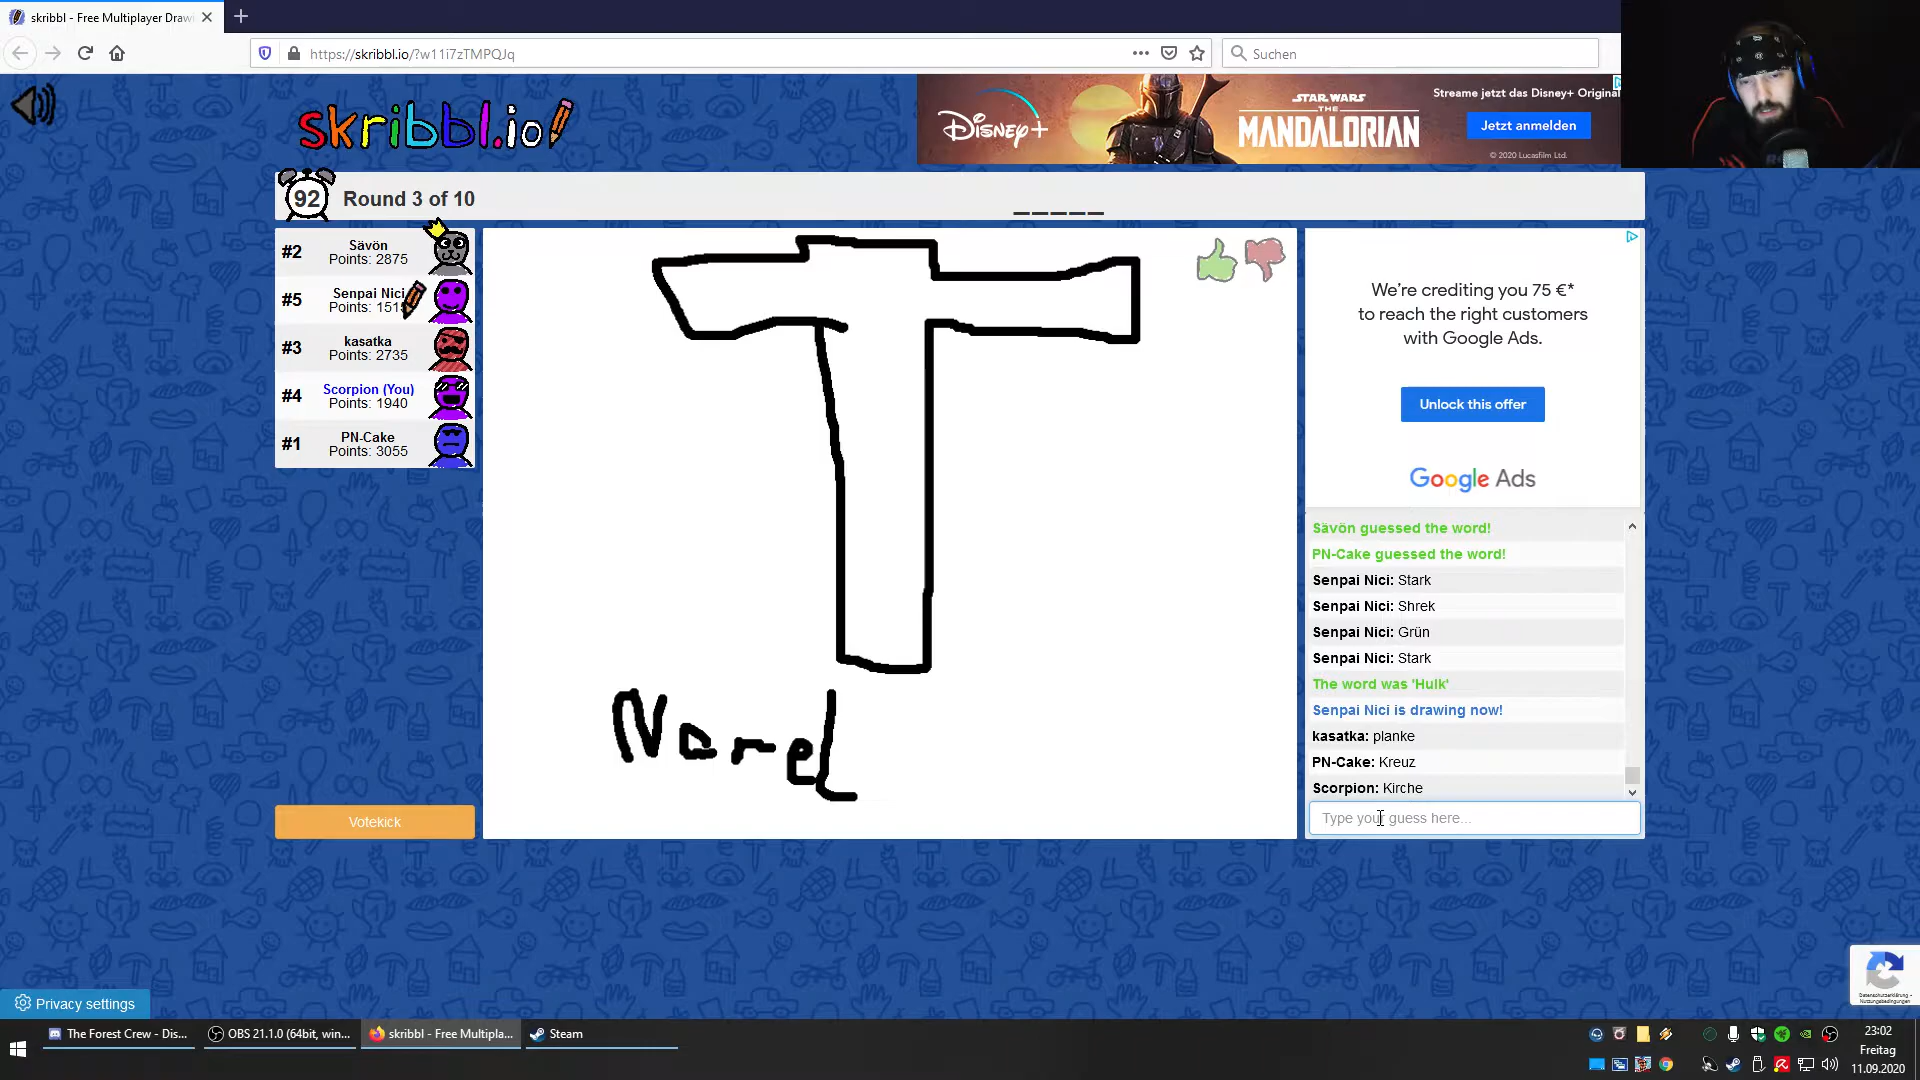 skribbl - Free Multiplayer Drawi
https://skribbl.io/?w11i7zTMPQJq
Suchen
skribbl.io
Disney+
STAR WARS
THE
MANDALORIAN
Streame jetzt das Disney+ Original
Jetzt anmelden
© 2020 Lucasfilm Ltd.
92
Round 3 of 10
_____
#2
Sävön
Points: 2875
#5
Senpai Nici
Points: 1515
#3
kasatka
Points: 2735
#4
Scorpion (You)
Points: 1940
#1
PN-Cake
Points: 3055
Votekick
Narel
We're crediting you 75 €*
to reach the right customers
with Google Ads.
Unlock this offer
Google Ads
Sävön guessed the word!
PN-Cake guessed the word!
Senpai Nici: Stark
Senpai Nici: Shrek
Senpai Nici: Grün
Senpai Nici: Stark
The word was 'Hulk'
Senpai Nici is drawing now!
kasatka: planke
PN-Cake: Kreuz
Scorpion: Kirche
Type your guess here...
Datenschutzerklärung -
Nutzungsbedingungen
Privacy settings
The Forest Crew - Dis...
OBS 21.1.0 (64bit, win...
skribbl - Free Multipla...
Steam
23:02
Freitag
11.09.2020